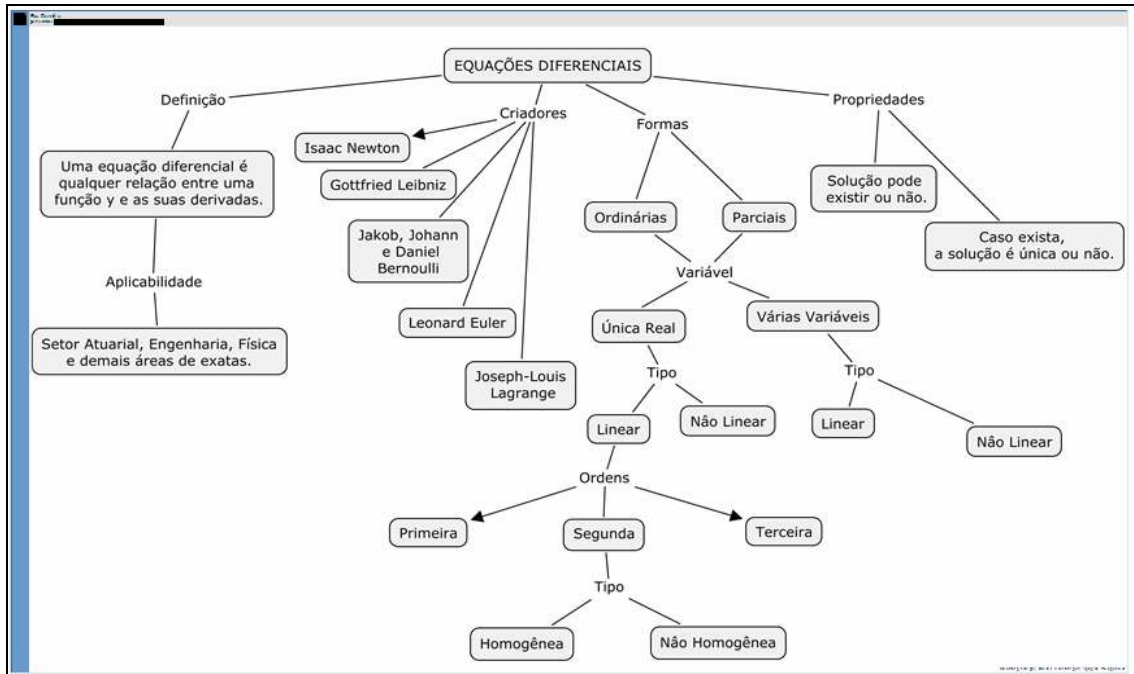 EQUAÇÕES DIFERENCIAIS
Definição
Criadores
Formas
Propriedades
Uma equação diferencial é
qualquer relação entre uma
função y e as suas derivadas.
Aplicabilidade
Setor Atuarial, Engenharia, Física
e demais áreas de exatas.
Isaac Newton
Gottfried Leibniz
Jakob, Johann
e Daniel
Bernoulli
Leonard Euler
Joseph-Louis
Lagrange
Ordinárias
Parciais
Variável
Única Real
Várias Variáveis
Tipo
Tipo
Linear
Nâo Linear
Linear
Nâo Linear
Ordens
Primeira
Segunda
Terceira
Tipo
Homogênea
Nâo Homogênea
Solução pode
existir ou não.
Caso exista,
a solução é única ou não.